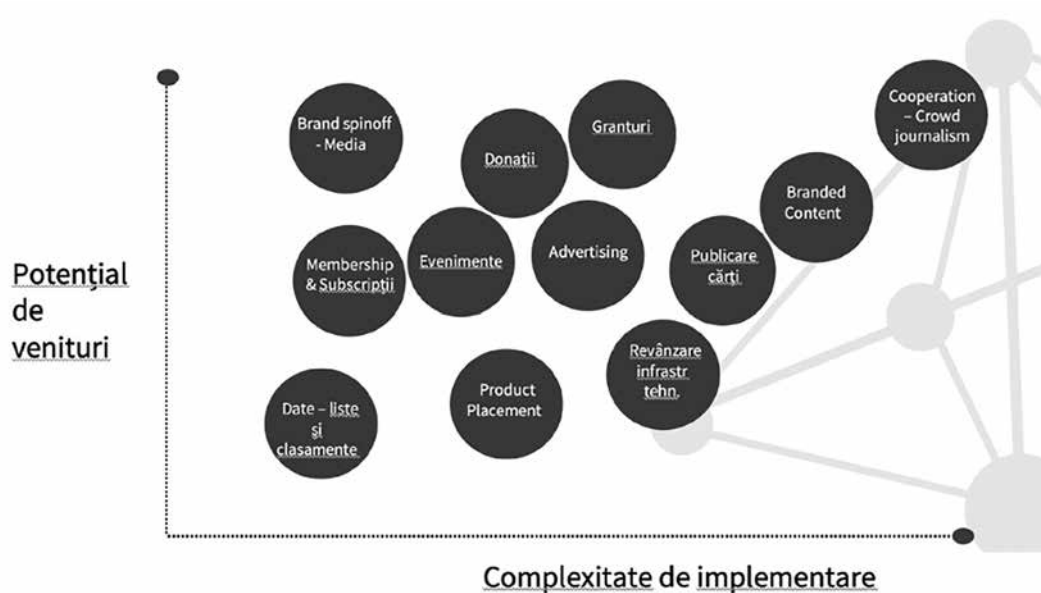 Brand spinoff
- Media
Donații
Granturi
Cooperation
– Crowd
journalism
Branded
Content
Membership
& Subscripții
Evenimente
Advertising
Publicare
cărți
Potențial
de
venituri
Revânzare
infrastr
tehn.
Date – liste
și
clasamente
Product
Placement
Complexitate de implementare